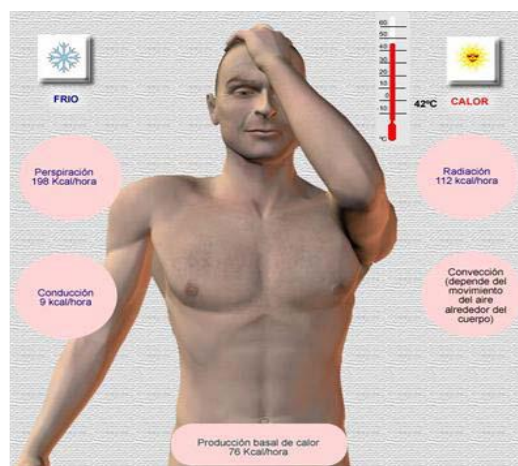 FRIO
60
50
40
30
20
10
0
10
ºC
42ºC
CALOR
Perspiración
198 Kcal/hora
Radiación
112 kcal/hora
Conducción
9 kcal/hora
Convección
(depende del
movimiento
del aire
alrededor del
cuerpo)
Producción basal de calor
76 Kcal/hora